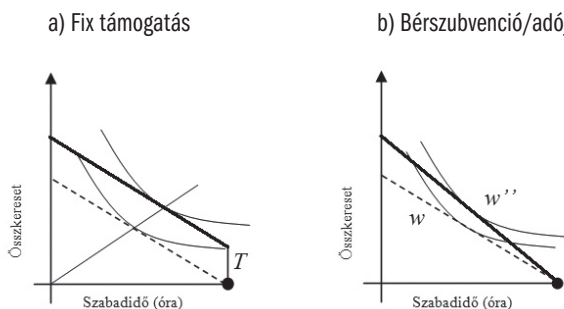 a) Fix támogatás
b) Bérszubvenció/adó
Összkereset
T
Szabadidő (óra)
Összkereset
w
w’’
Szabadidő (óra)